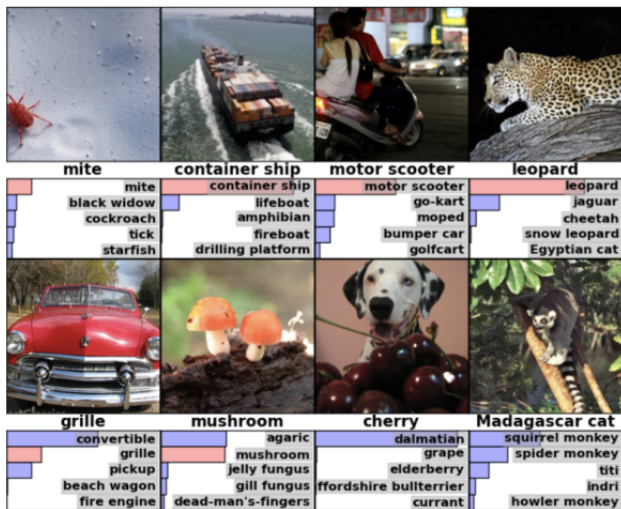 mite container ship motor scooter leopard
mite container ship motor scooter leopard
black widow lifeboat go-kart jaguar
cockroach amphibian moped cheetah
tick fireboat bumper car snow leopard
starfish drilling platform golfcart Egyptian cat
grille mushroom cherry Madagascar cat
convertible agaric dalmatian squirrel monkey
grille mushroom grape spider monkey
pickup jelly fungus elderberry titi
beach wagon gill fungus ffordshire bullterrier indri
fire engine dead-man's-fingers currant howler monkey